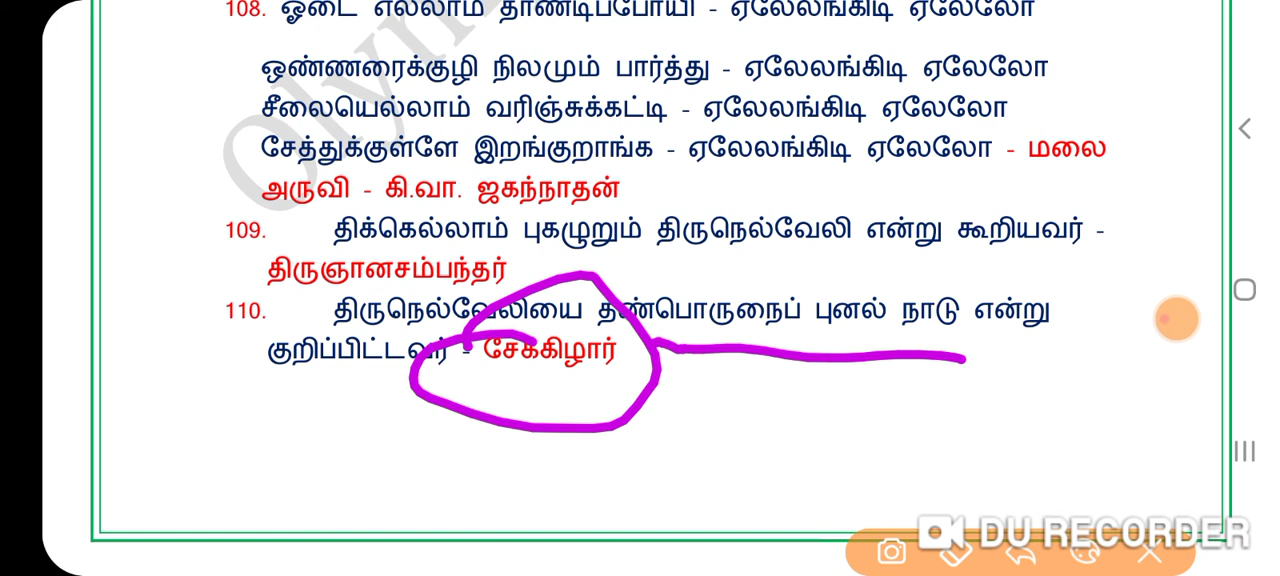 108. ஓடை எல்லாம் தாண்டிப்போயி - ஏலேலங்கிடி ஏலேலோ
ஒண்ணரைக்குழி நிலமும் பார்த்து - ஏலேலங்கிடி ஏலேலோ
சீலையெல்லாம் வரிஞ்சுக்கட்டி - ஏலேலங்கிடி ஏலேலோ
சேத்துக்குள்ளே இறங்குறாங்க - ஏலேலங்கிடி ஏலேலோ - மலை
அருவி - கி.வா. ஜகந்நாதன்
109. திக்கெல்லாம் புகழுறும் திருநெல்வேலி என்று கூறியவர் -
திருஞானசம்பந்தர்
110. திருநெல்வேலியை தண்பொருநைப் புனல் நாடு என்று
குறிப்பிட்டவர் - சேக்கிழார்
DU RECORDER